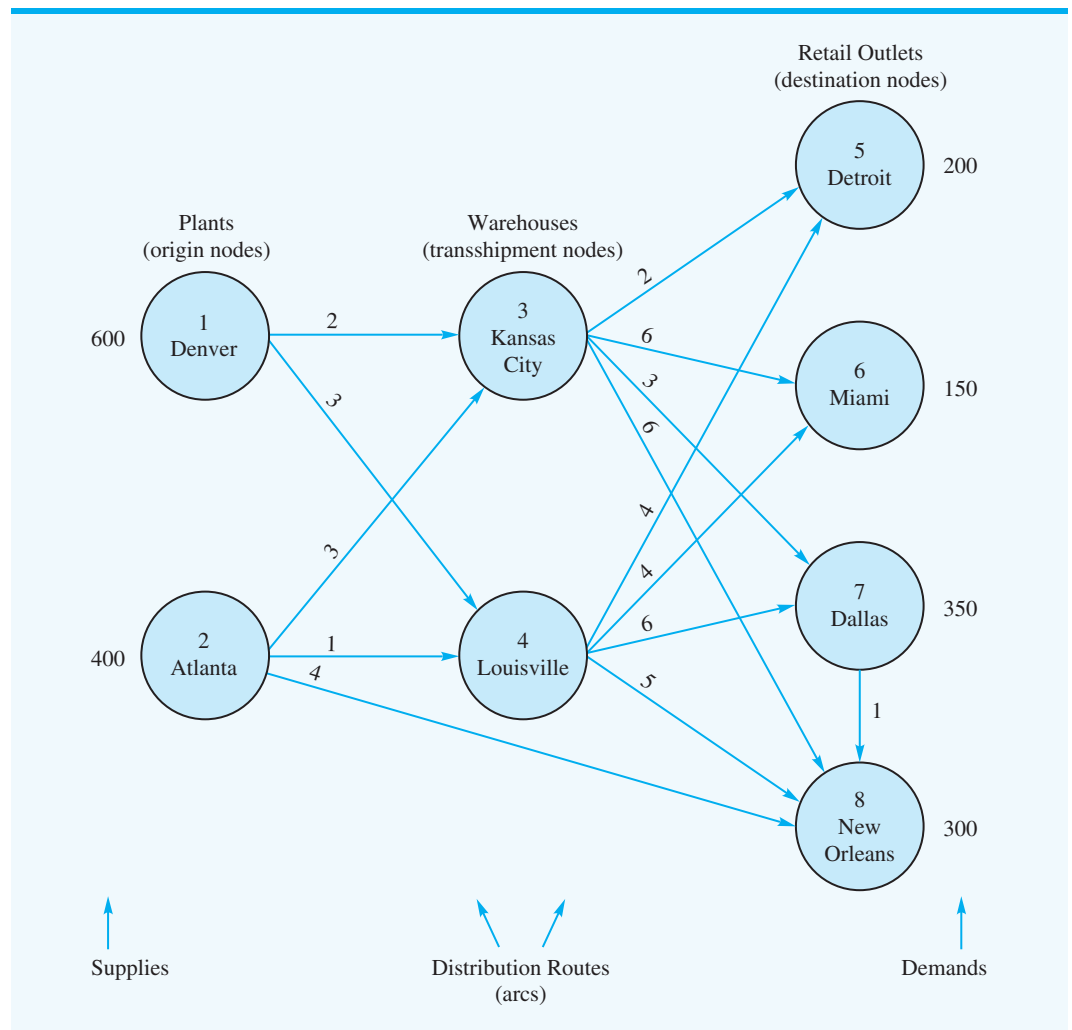 Retail Outlets
(destination nodes)
5
Detroit
200
Plants
(origin nodes)
Warehouses
(transshipment nodes)
600
1
Denver
2
3
Kansas
City
2
6
3
6
6
Miami
150
3
3
4
4
6
5
400
2
Atlanta
1
4
4
Louisville
7
Dallas
350
1
8
New
Orleans
300
Supplies
Distribution Routes
(arcs)
Demands